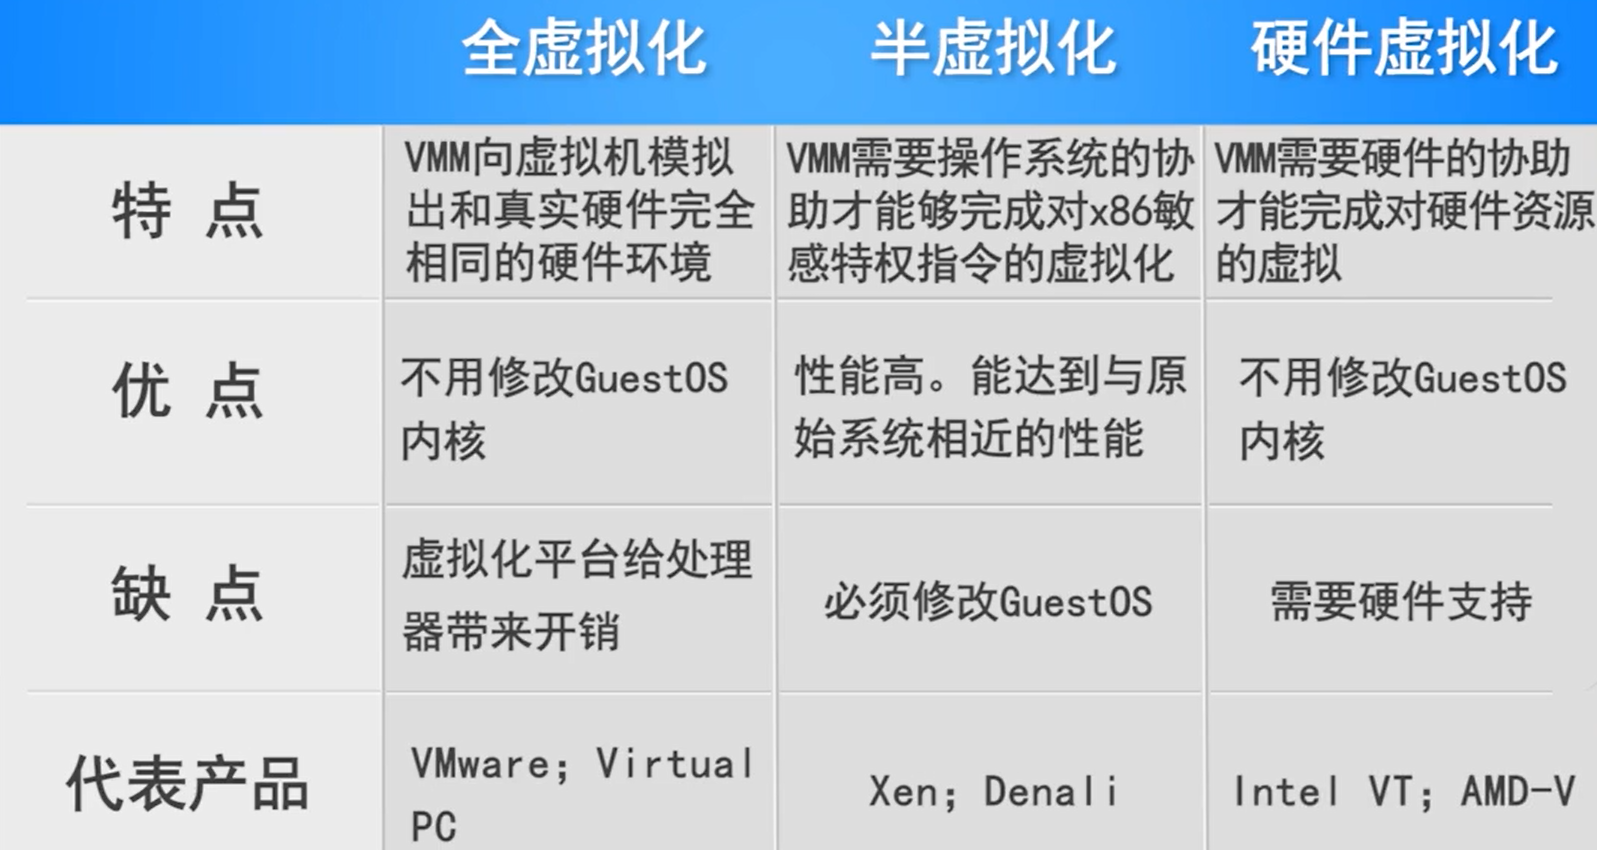 全虚拟化 半虚拟化 硬件虚拟化
特 点
VMM向虚拟机模拟
出和真实硬件完全
相同的硬件环境
VMM需要操作系统的协
助才能够完成对x86敏
感特权指令的虚拟化
VMM需要硬件的协助
才能完成对硬件资源
的虚拟
优 点
不用修改GuestOS
内核
性能高。能达到与原
始系统相近的性能
不用修改GuestOS
内核
缺 点
虚拟化平台给处理
器带来开销
必须修改GuestOS
需要硬件支持
代表产品
VMware；Virtual
PC
Xen；Denali
Intel VT；AMD-V